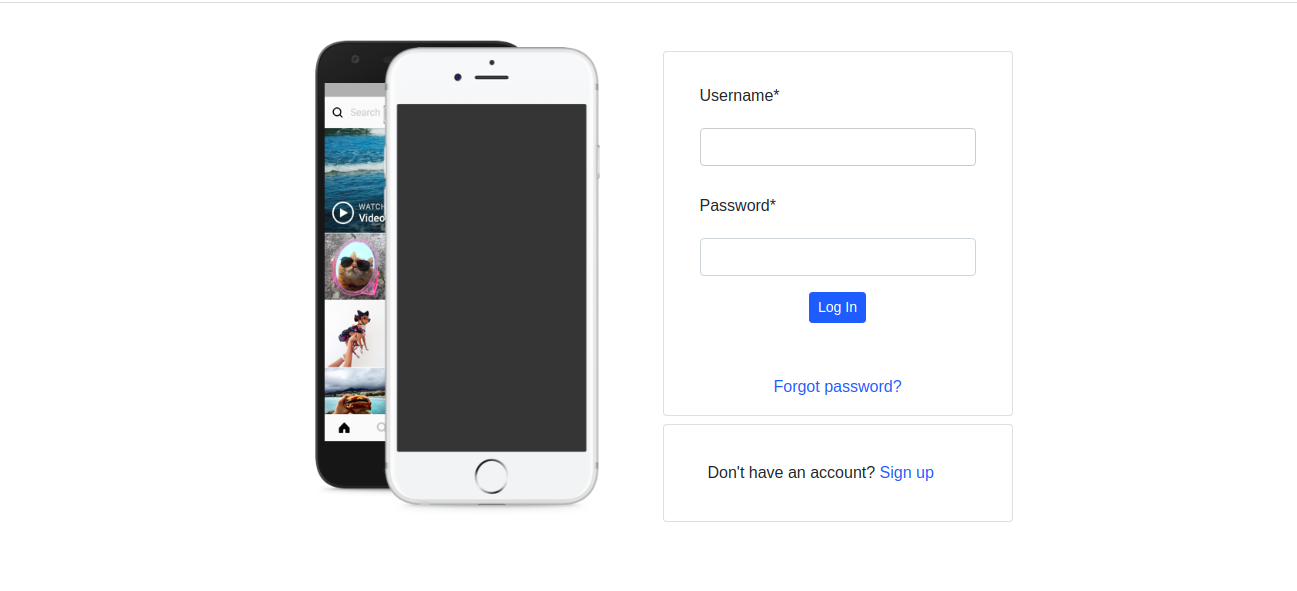 Search
WATCH
Video
Username*
Password*
Log In
Forgot password?
Don't have an account? Sign up